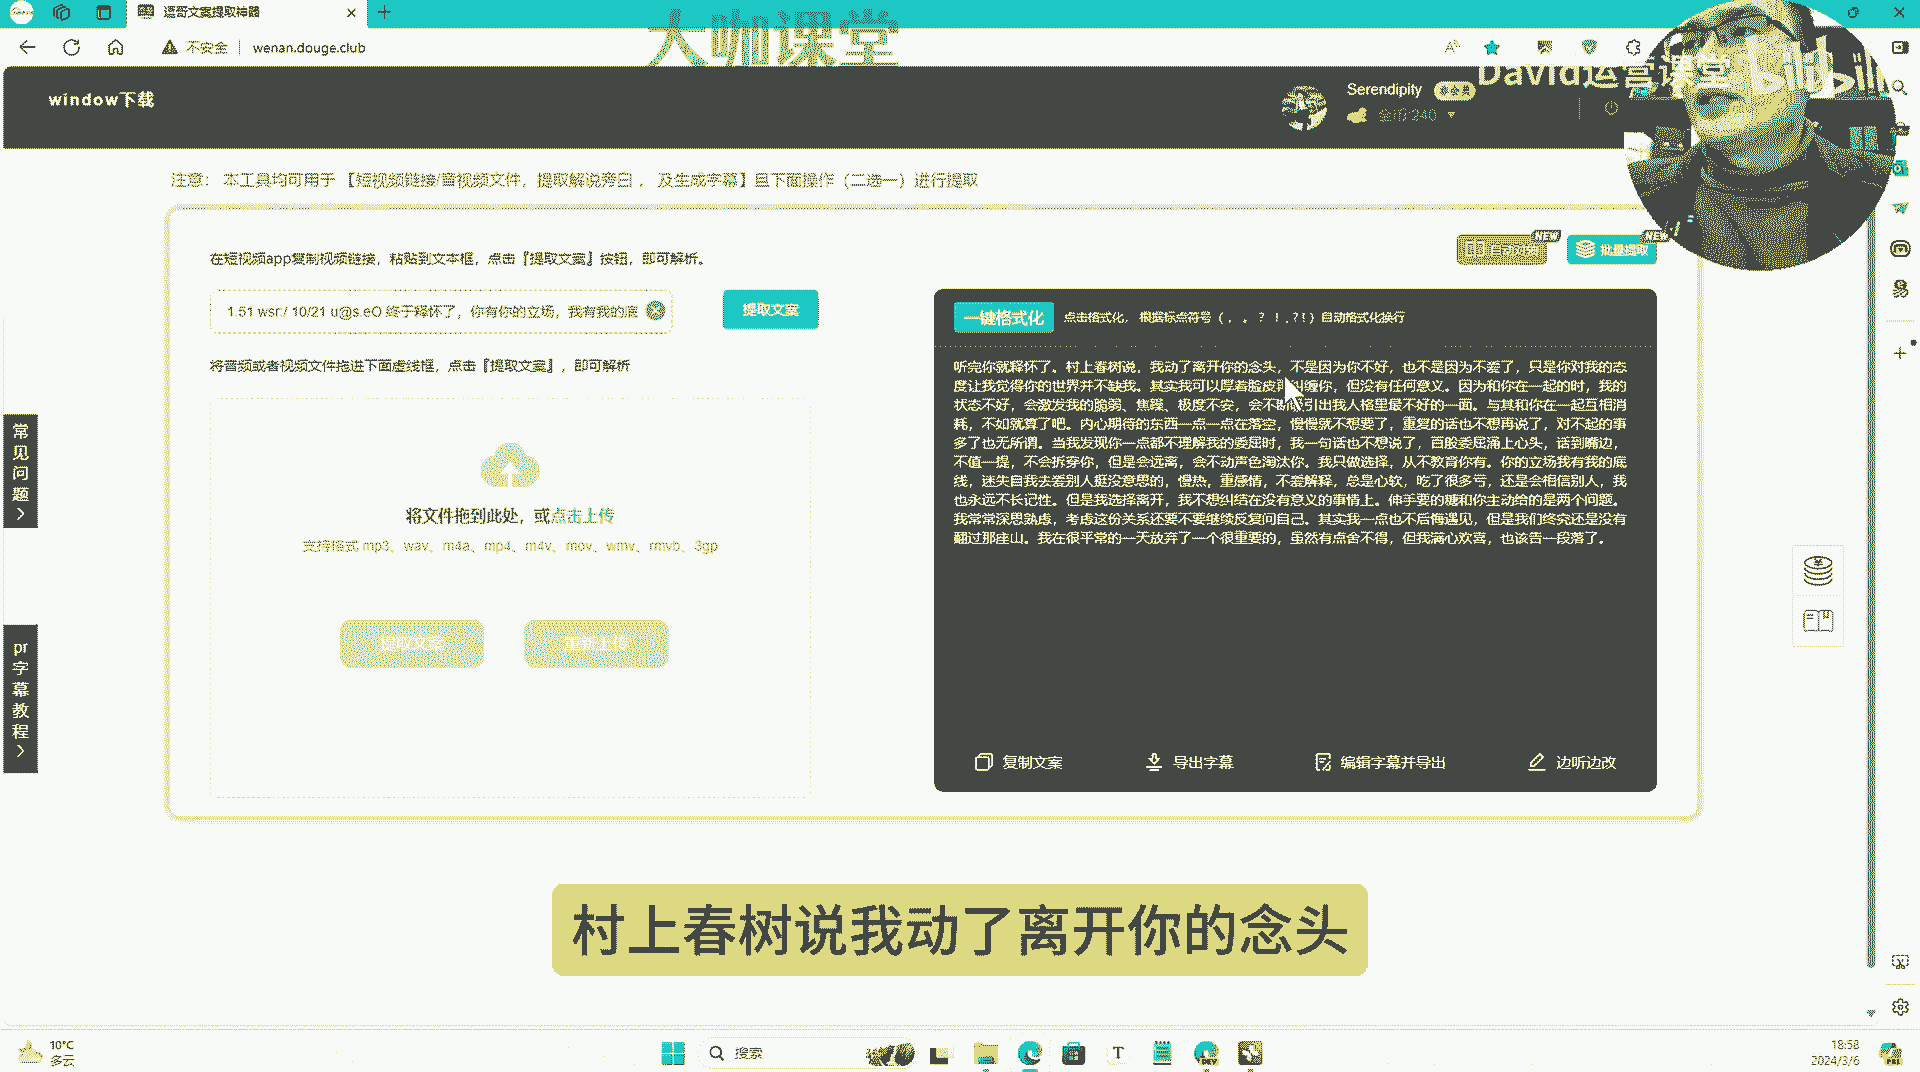 逗哥文案提取神器
不安全
wenan.douge.club
大咖课堂
window下载
Serendipity
非会员
金币:240
David运营课堂
bilibili
注意： 本工具均可用于 【短视频链接/音视频文件，提取解说旁白 ， 及生成字幕】且下面操作（二选一）进行提取
在短视频app复制视频链接，粘贴到文本框，点击『提取文案』按钮，即可解析。
NEW
NEW
批量提取
1.51 wsr:/ 10/21 u@s.eO 终于释怀了，你有你的立场，我有我的底
提取文案
一键格式化
点击格式化， 根据标点符号（ , 。 ? ！.?!）自动格式化换行
将音频或者视频文件拖进下面虚线框，点击『提取文案』，即可解析
听完你就释怀了。村上春树说，我动了离开你的念头，不是因为你不好，也不是因为不爱了，只是你对我的态
度让我觉得你的世界并不缺我。其实我可以厚着脸皮 纠缠你，但没有任何意义。因为和你在一起的时，我的
状态不好，会激发我的脆弱、焦躁、极度不安，会不断 引出我人格里最不好的一面。与其和你在一起互相消
耗，不如就算了吧。内心期待的东西一点一点在落空，慢慢就不想要了，重复的话也不想再说了，对不起的事
多了也无所谓。当我发现你一点都不理解我的委屈时，我一句话也不想说了，百般委屈涌上心头，话到嘴边，
不值一提，不会拆穿你，但是会远离，会不动声色淘汰你。我只做选择，从不教育你有。你的立场我有我的底
线，迷失自我去爱别人挺没意思的，慢热，重感情，不爱解释，总是心软，吃了很多亏，还是会相信别人，我
也永远不长记性。但是我选择离开，我不想纠结在没有意义的事情上。伸手要的糖和你主动给的是两个问题。
我常常深思熟虑，考虑这份关系还要不要继续反复问自己。其实我一点也不后悔遇见，但是我们终究还是没有
翻过那座山。我在很平常的一天放弃了一个很重要的，虽然有点舍不得，但我满心欢喜，也该告一段落了。
常见问题
将文件拖到此处，或点击上传
支持格式 mp3、wav、m4a、mp4、m4v、mov、wmv、rmvb、3gp
提取文案
重新上传
pr字幕教程
复制文案
导出字幕
编辑字幕并导出
边听边改
村上春树说我动了离开你的念头
10°C
多云
搜索
18:58
2024/3/6